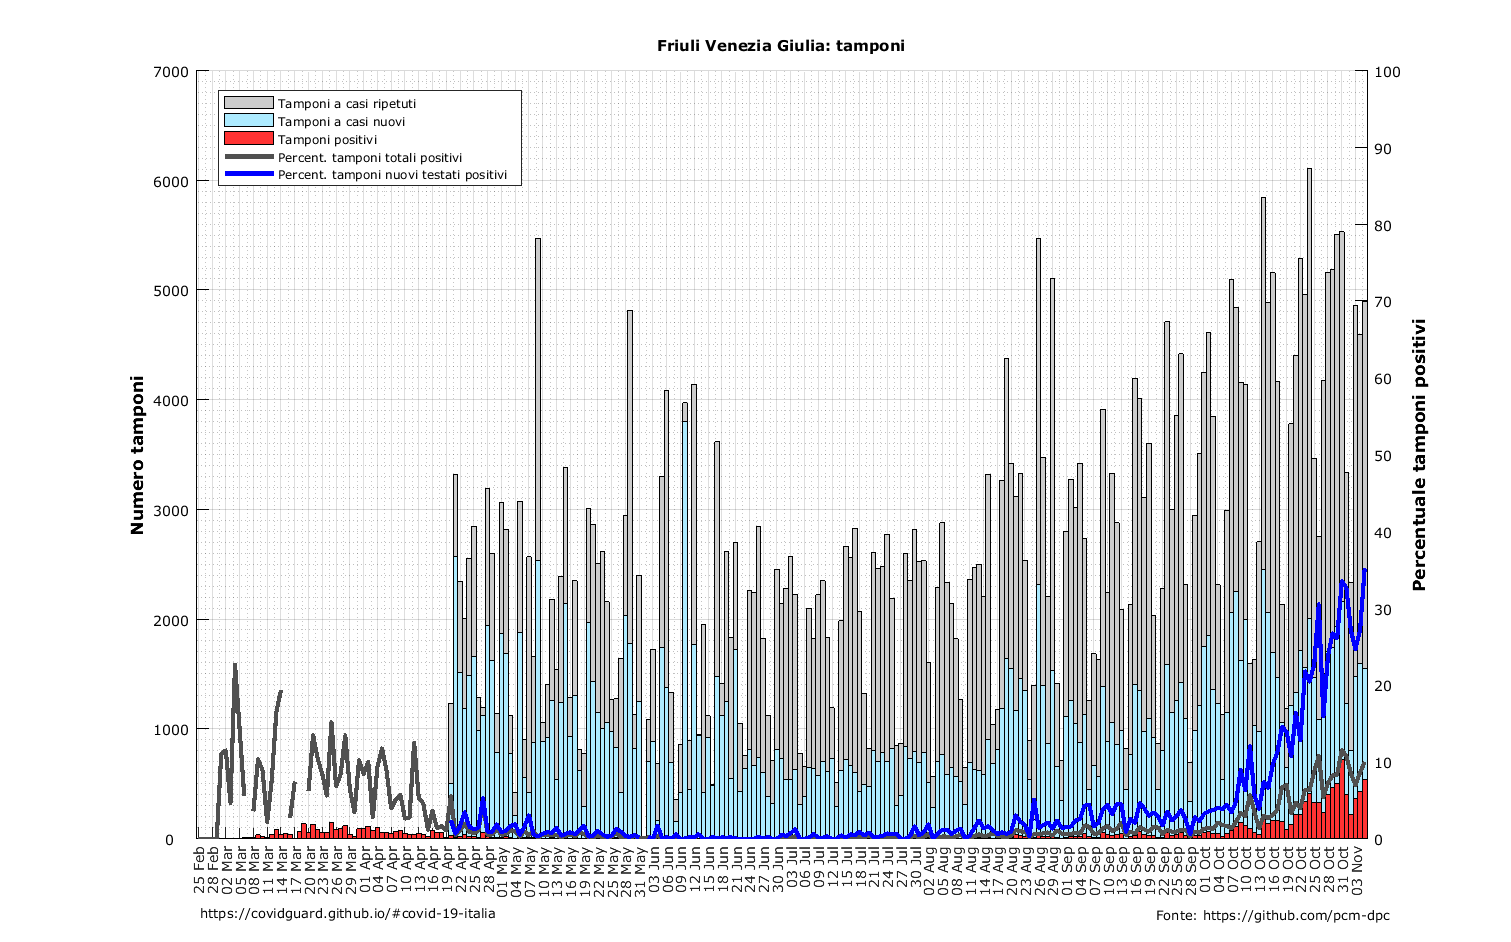 Friuli Venezia Giulia: tamponi
Tamponi a casi ripetuti
Tamponi a casi nuovi
Tamponi positivi
Percent. tamponi totali positivi
Percent. tamponi nuovi testati positivi
Numero tamponi
7000
6000
5000
4000
3000
2000
1000
0
Percentuale tamponi positivi
100
90
80
70
60
50
40
30
20
10
0
25 Feb
28 Feb
02 Mar
05 Mar
08 Mar
11 Mar
14 Mar
17 Mar
20 Mar
23 Mar
26 Mar
29 Mar
01 Apr
04 Apr
07 Apr
10 Apr
13 Apr
16 Apr
19 Apr
22 Apr
25 Apr
28 Apr
01 May
04 May
07 May
10 May
13 May
16 May
19 May
22 May
25 May
28 May
31 May
03 Jun
06 Jun
09 Jun
12 Jun
15 Jun
18 Jun
21 Jun
24 Jun
27 Jun
30 Jun
03 Jul
06 Jul
09 Jul
12 Jul
15 Jul
18 Jul
21 Jul
24 Jul
27 Jul
30 Jul
02 Aug
05 Aug
08 Aug
11 Aug
14 Aug
17 Aug
20 Aug
23 Aug
26 Aug
29 Aug
01 Sep
04 Sep
07 Sep
10 Sep
13 Sep
16 Sep
19 Sep
22 Sep
25 Sep
28 Sep
01 Oct
04 Oct
07 Oct
10 Oct
13 Oct
16 Oct
19 Oct
22 Oct
25 Oct
28 Oct
31 Oct
03 Nov
https://covidguard.github.io/#covid-19-italia
Fonte: https://github.com/pcm-dpc